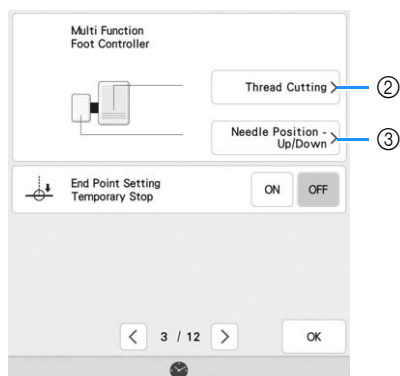 Multi Function
Foot Controller
Thread Cutting >
②
Needle Position -
Up/Down >
③
End Point Setting
Temporary Stop
ON OFF
< 3 / 12 > OK